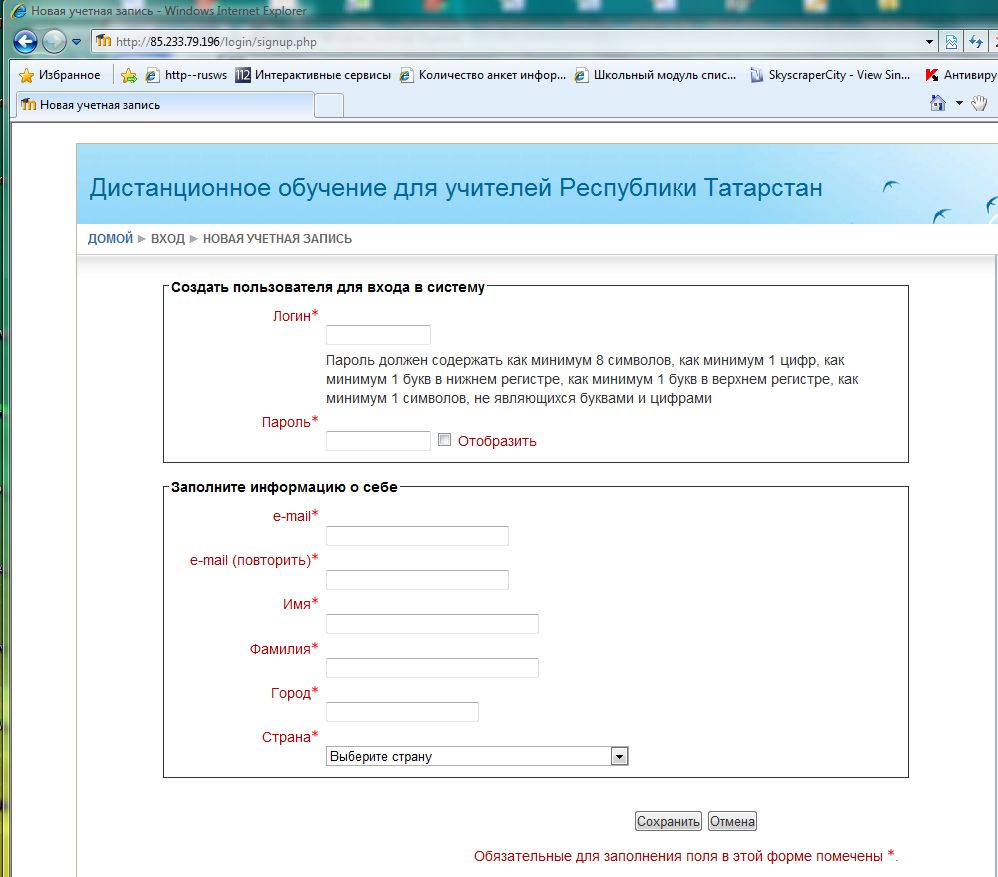 Новая учетная запись - Windows Internet Explorer
http://85.233.79.196/login/signup.php
Избранное http--rusws 112 Интерактивные сервисы Количество анкет инфор... Школьный модуль спис... SkyscraperCity - View Sin... Антивиру
Новая учетная запись
Дистанционное обучение для учителей Республики Татарстан
ДОМОЙ ► ВХОД ► НОВАЯ УЧЕТНАЯ ЗАПИСЬ
Создать пользователя для входа в систему
Логин*
Пароль должен содержать как минимум 8 символов, как минимум 1 цифр, как
минимум 1 букв в нижнем регистре, как минимум 1 букв в верхнем регистре, как
минимум 1 символов, не являющихся буквами и цифрами
Пароль*
Отобразить
Заполните информацию о себе
e-mail*
e-mail (повторить)*
Имя*
Фамилия*
Город*
Страна*
Выберите страну
Сохранить Отмена
Обязательные для заполнения поля в этой форме помечены *.